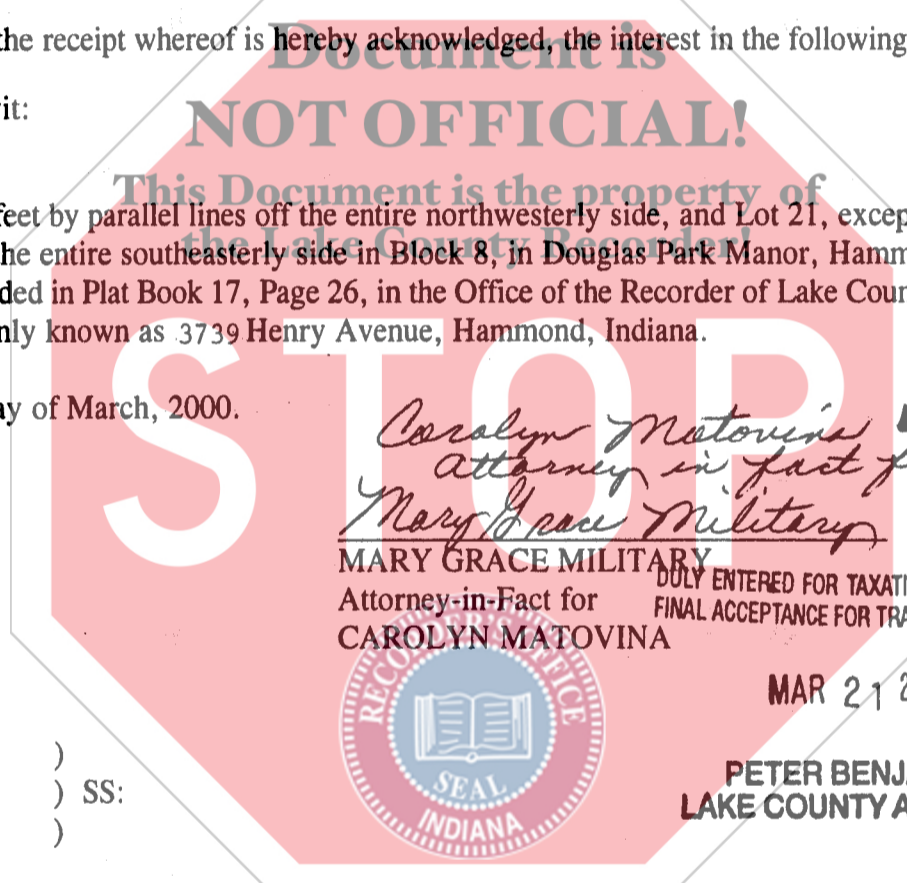 the receipt whereof is hereby acknowledged, the interest in the following
Document is
it:
NOT OFFICIAL!
This Document is the property of
feet by parallel lines off the entire northwesterly side, and Lot 21, excep
the Lake County Recorder!
he entire southeasterly side in Block 8, in Douglas Park Manor, Hamm
ded in Plat Book 17, Page 26, in the Office of the Recorder of Lake Coun
nly known as 3739 Henry Avenue, Hammond, Indiana.
STOP
ay of March, 2000.
Carolyn Matovina
attorney in fact f
Mary Grace Military
MARY GRACE MILITARY
Attorney-in-Fact for
CAROLYN MATOVINA
DULY ENTERED FOR TAXATI
FINAL ACCEPTANCE FOR TRA
MAR 21 2
RECORDER'S OFFICE
SEAL
INDIANA
)
) SS:
)
PETER BENJ
LAKE COUNTY A